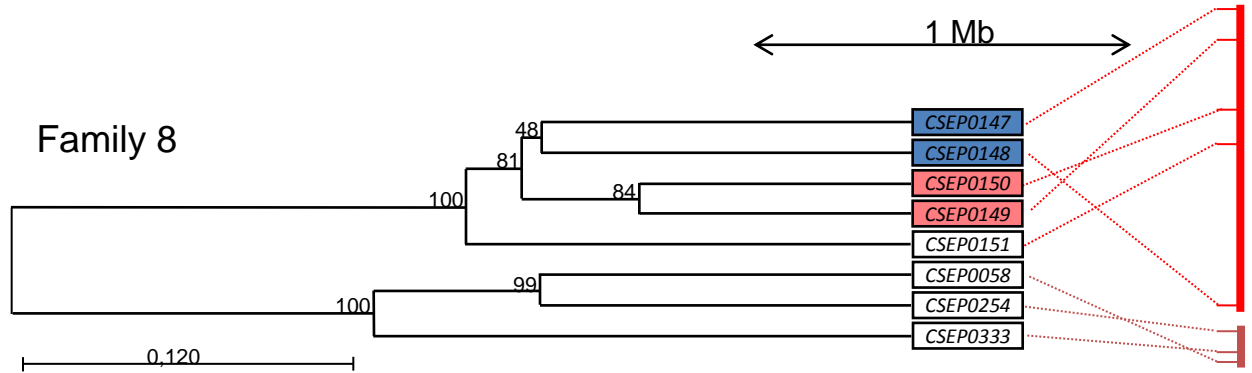 1 Mb
Family 8
48
CSEP0147
81
CSEP0148
84
CSEP0150
100
CSEP0149
CSEP0151
99
CSEP0058
100
CSEP0254
CSEP0333
0,120